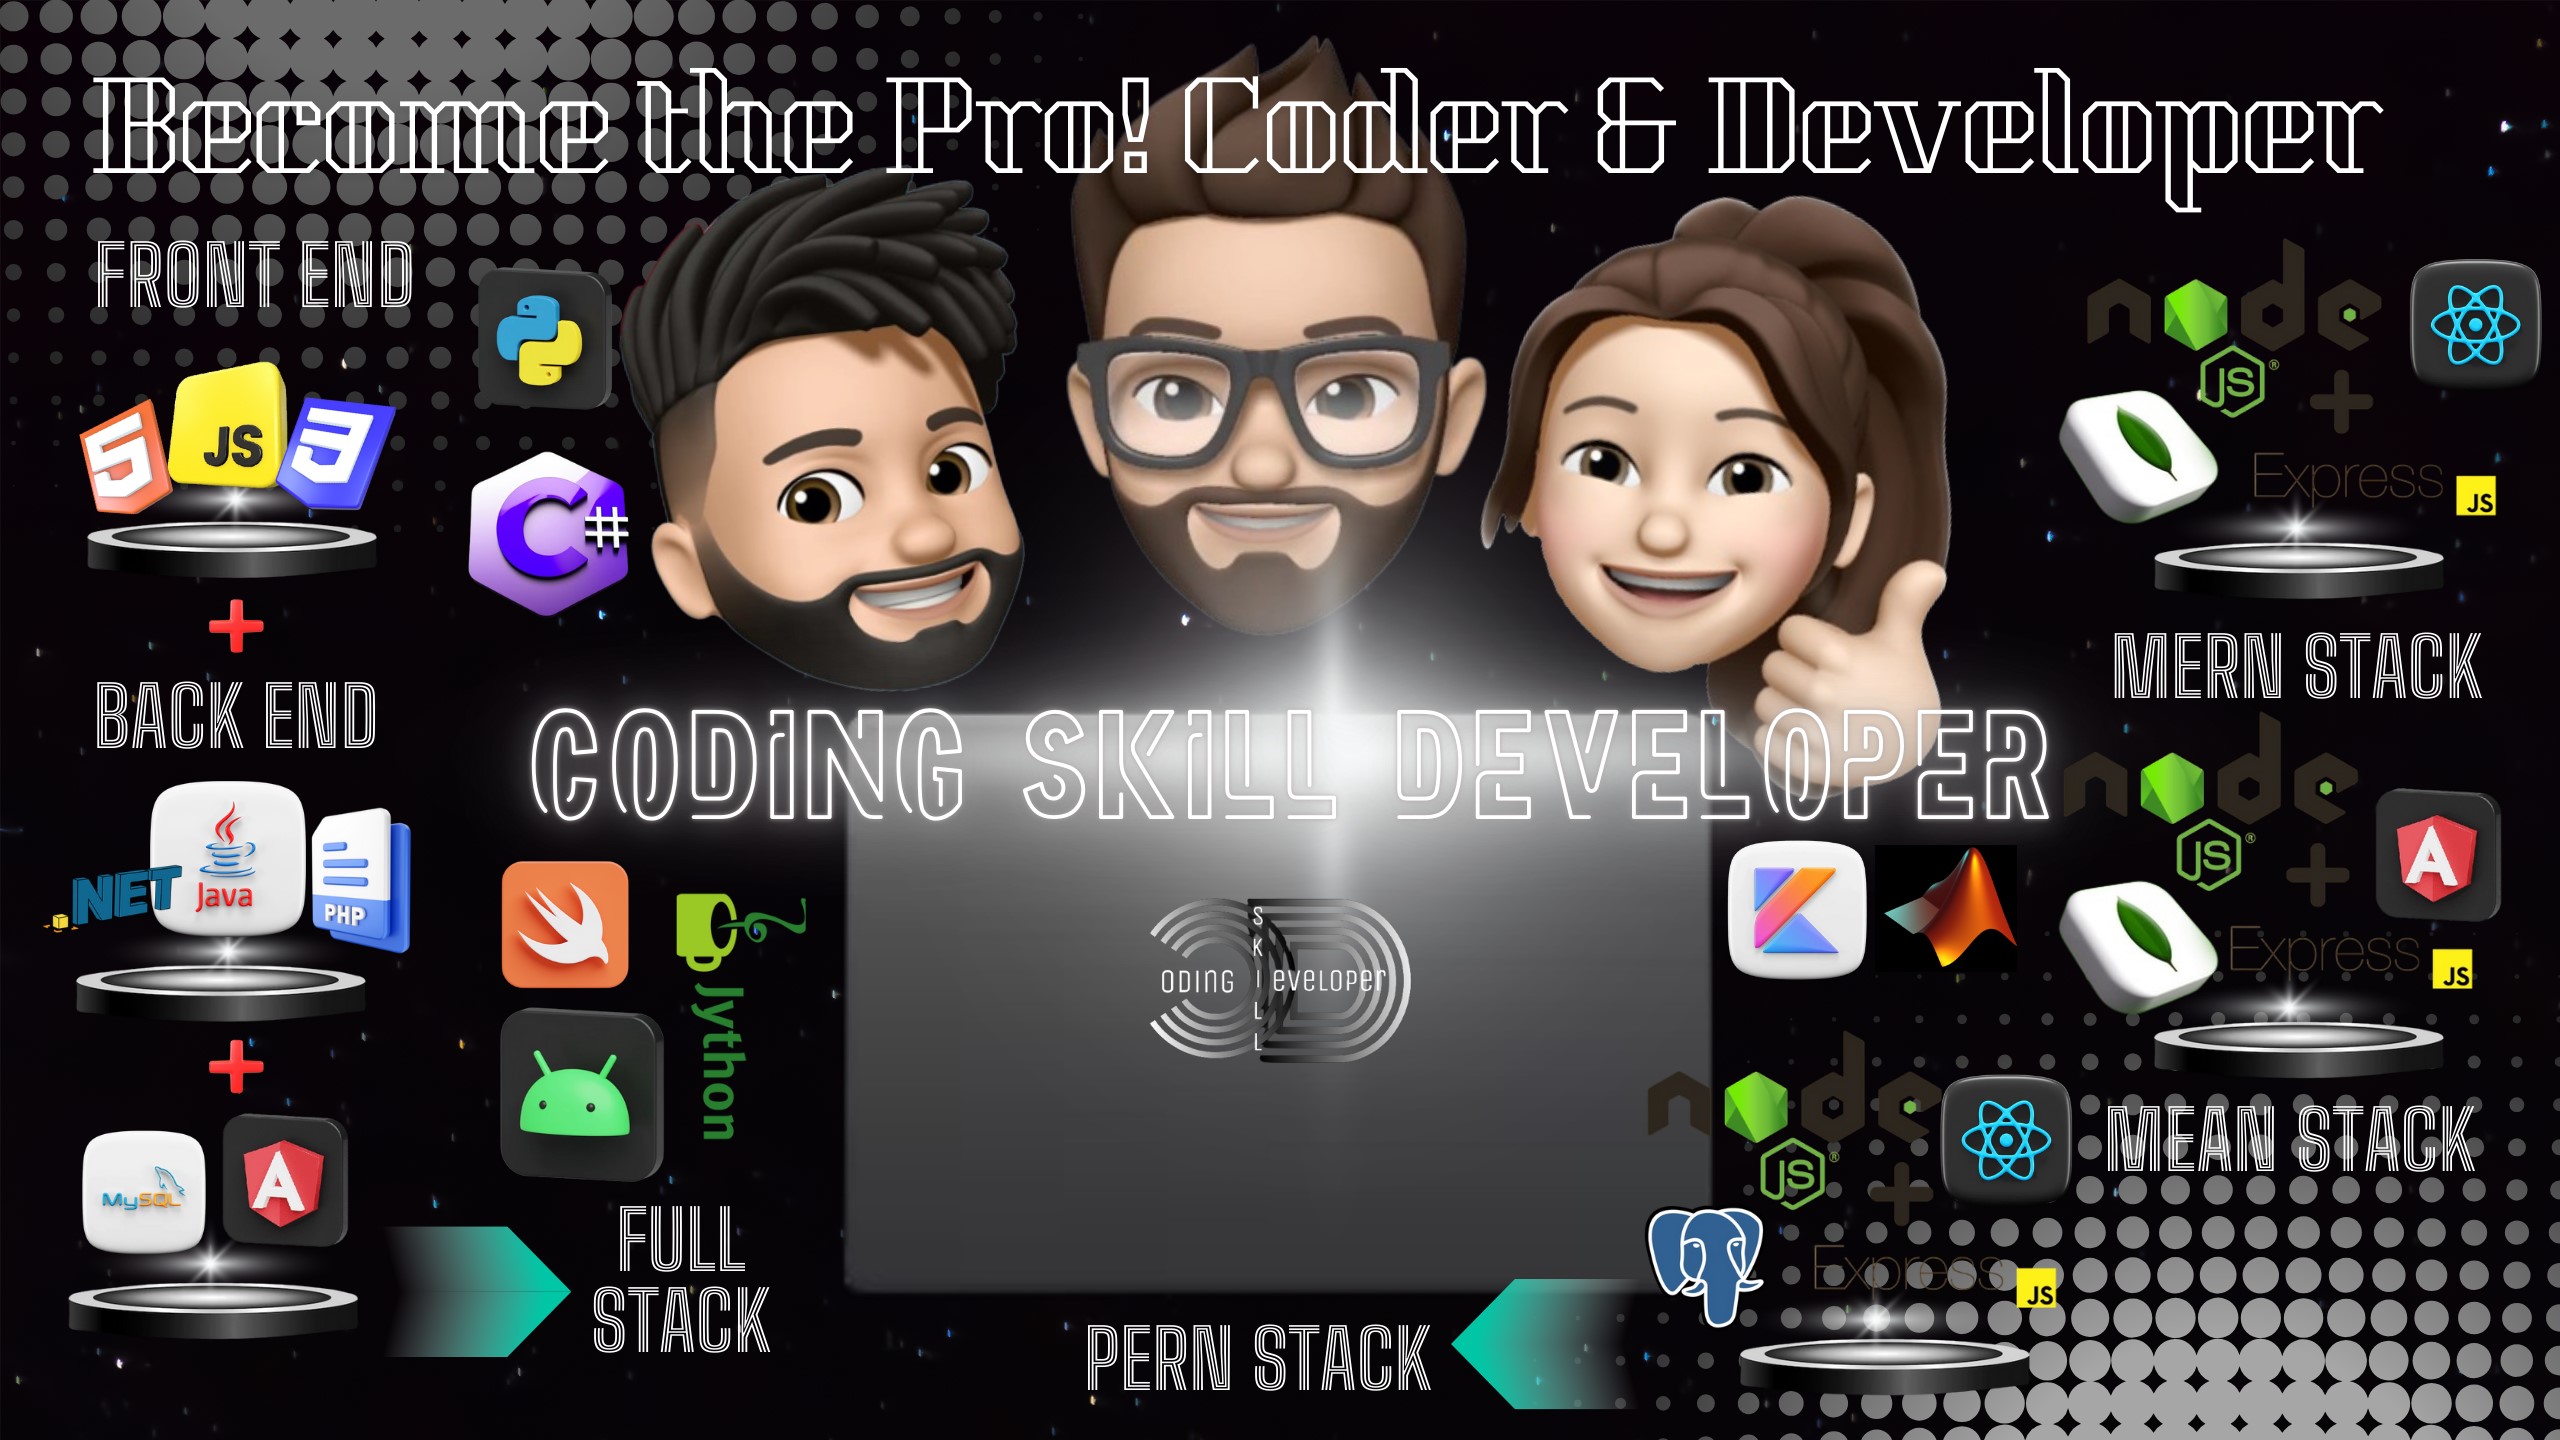 Become the Pro! Coder & Developer
FRONT END
5
JS
3
C#
BACK END
.NET
Java
PHP
MySQL
A
FULL
STACK
Jython
CODING SKILL DEVELOPER
SKILL
ODING
EVELOPER
node
JS®
+
Express
JS
MERN STACK
node
JS®
+
A
Express
JS
MEAN STACK
node
JS®
+
Express
JS
PERN STACK